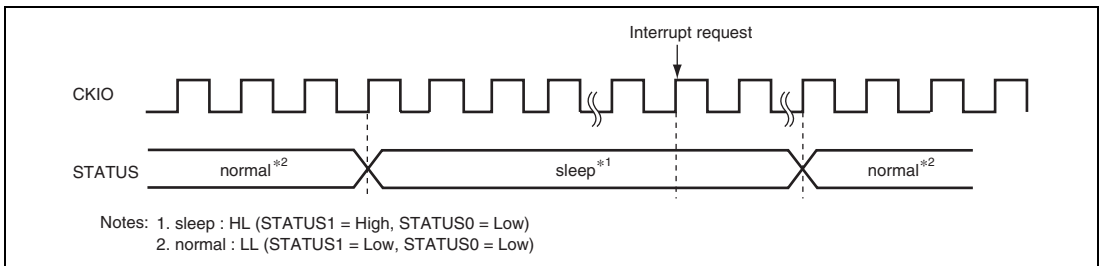 Interrupt request
CKIO
STATUS
normal*2
sleep*1
normal*2
Notes: 1. sleep : HL (STATUS1 = High, STATUS0 = Low)
2. normal : LL (STATUS1 = Low, STATUS0 = Low)